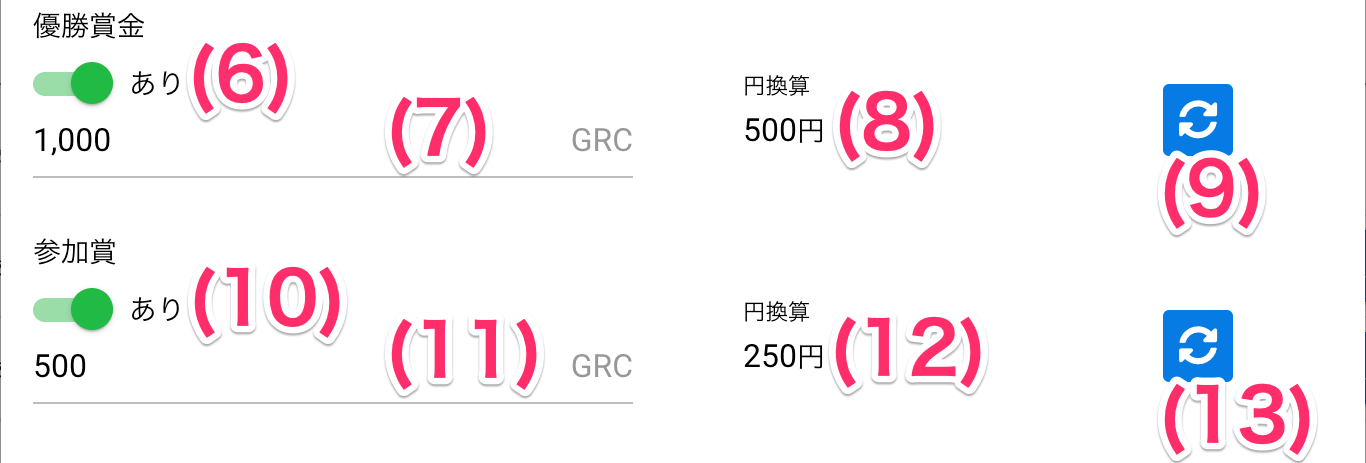 優勝賞金
あり (6)
1,000 (7) GRC
円換算
500円 (8)
(9)
参加賞
あり (10)
500 (11) GRC
円換算
250円 (12)
(13)